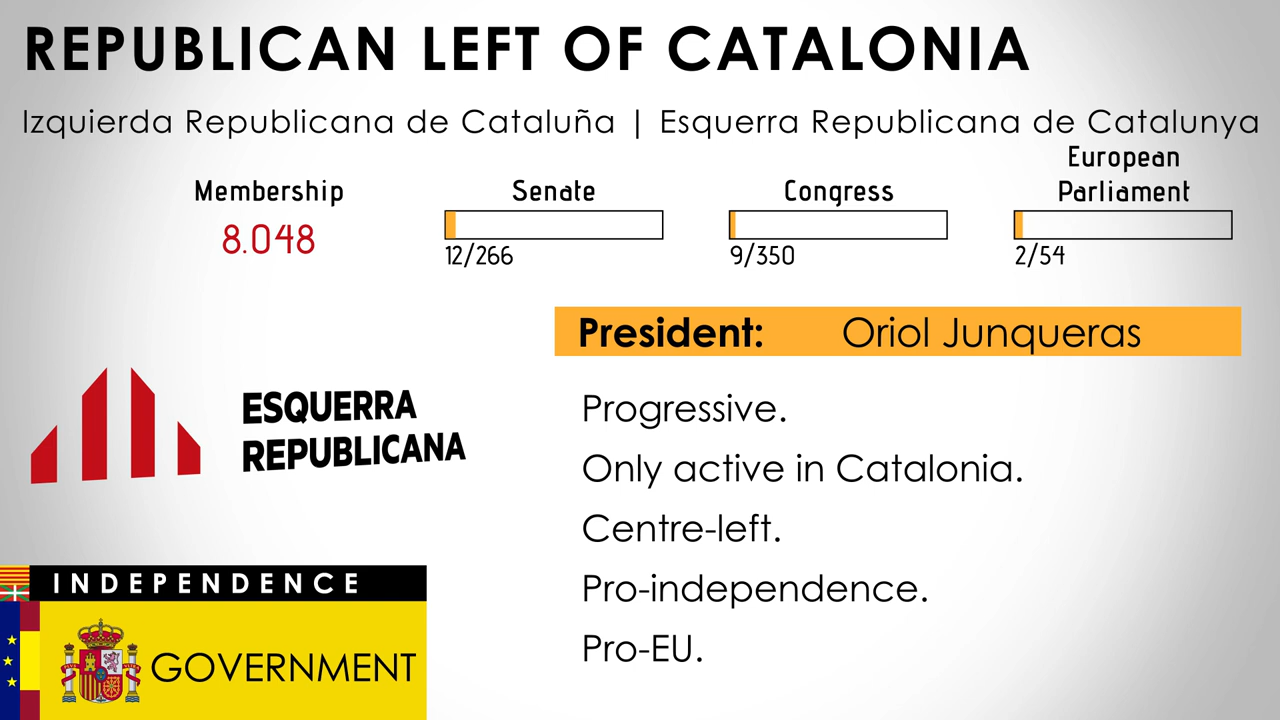 REPUBLICAN LEFT OF CATALONIA
Izquierda Republicana de Cataluña | Esquerra Republicana de Catalunya
Membership
8.048
Senate
12/266
Congress
9/350
European
Parliament
2/54
President: Oriol Junqueras
ESQUERRA
REPUBLICANA
Progressive.
Only active in Catalonia.
Centre-left.
Pro-independence.
Pro-EU.
INDEPENDENCE
GOVERNMENT